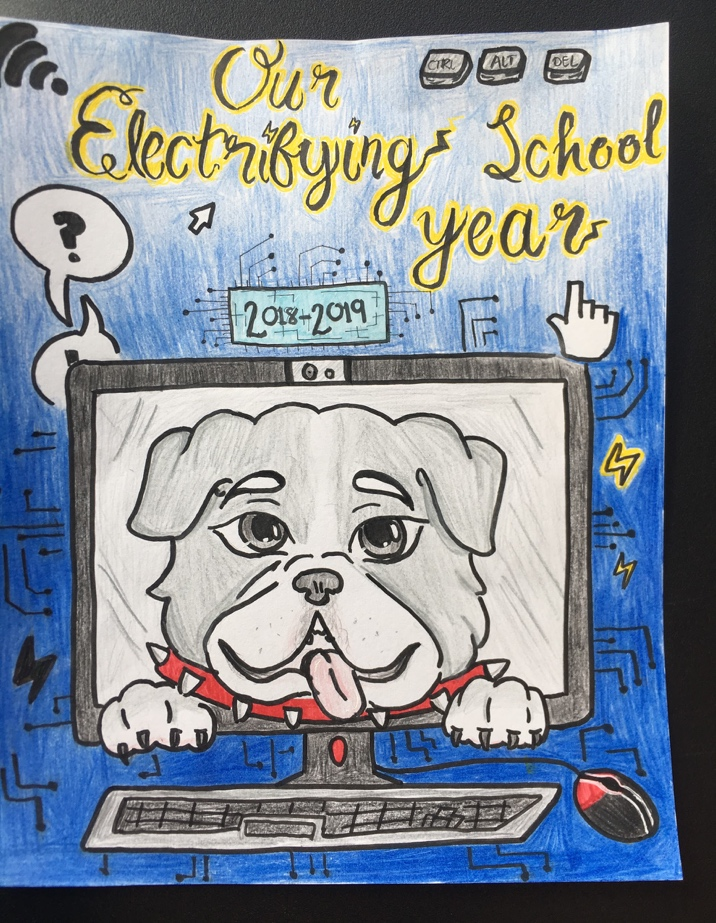 Our
CTRL ALT DEL
Electrifying School
year
?
2018-2019